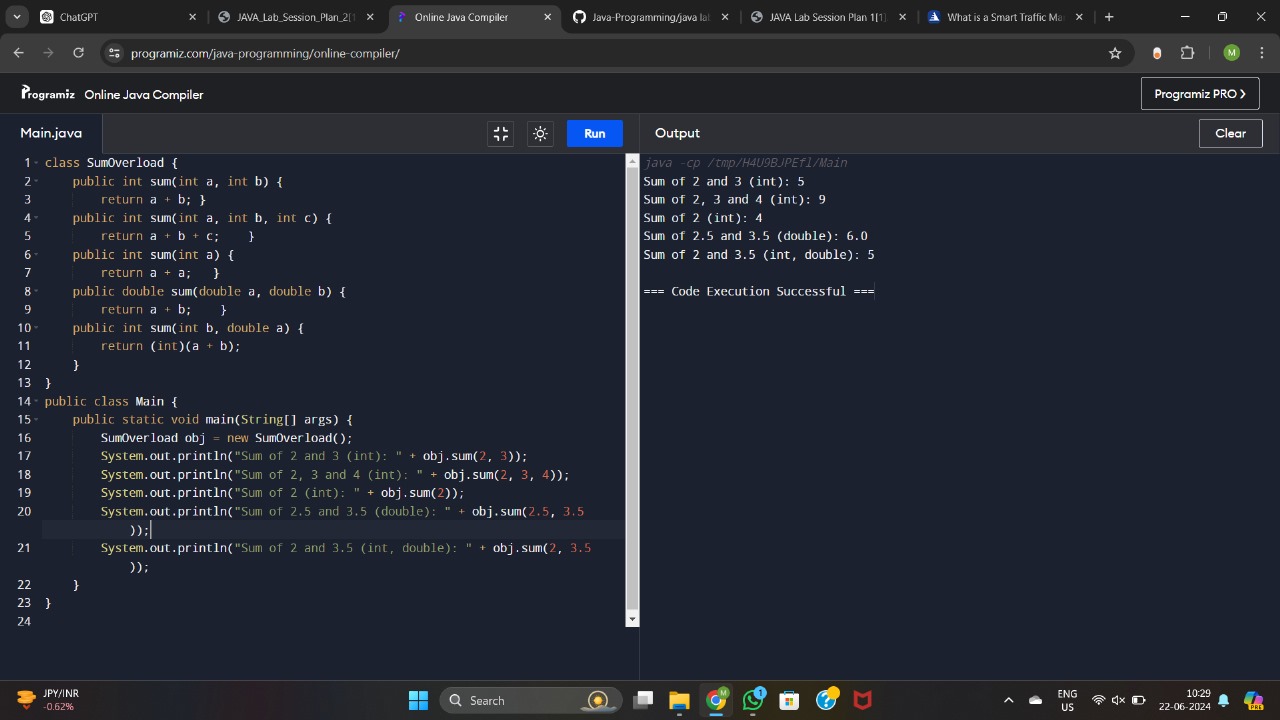 ChatGPT
JAVA_Lab_Session_Plan_2[1
Online Java Compiler
Java-Programming/java la
JAVA Lab Session Plan 1[1]
What is a Smart Traffic Ma
programiz.com/java-programming/online-compiler/
M
Programiz Online Java Compiler
Programiz PRO >
Main.java
Run
1 class SumOverload {
2 public int sum(int a, int b) {
3 return a + b; }
4 public int sum(int a, int b, int c) {
5 return a + b + c; }
6 public int sum(int a) {
7 return a + a; }
8 public double sum(double a, double b) {
9 return a + b; }
10 public int sum(int b, double a) {
11 return (int)(a + b);
12 }
13 }
14 public class Main {
15 public static void main(String[] args) {
16 SumOverload obj = new SumOverload();
17 System.out.println("Sum of 2 and 3 (int): " + obj.sum(2, 3));
18 System.out.println("Sum of 2, 3 and 4 (int): " + obj.sum(2, 3, 4));
19 System.out.println("Sum of 2 (int): " + obj.sum(2));
20 System.out.println("Sum of 2.5 and 3.5 (double): " + obj.sum(2.5, 3.5
));
21 System.out.println("Sum of 2 and 3.5 (int, double): " + obj.sum(2, 3.5
));
22 }
23 }
24
Output
Clear
java -cp /tmp/H4U9BJPEfl/Main
Sum of 2 and 3 (int): 5
Sum of 2, 3 and 4 (int): 9
Sum of 2 (int): 4
Sum of 2.5 and 3.5 (double): 6.0
Sum of 2 and 3.5 (int, double): 5
=== Code Execution Successful ===
JPY/INR
-0.62%
Search
M
1
ENG
US
10:29
22-06-2024
PRE